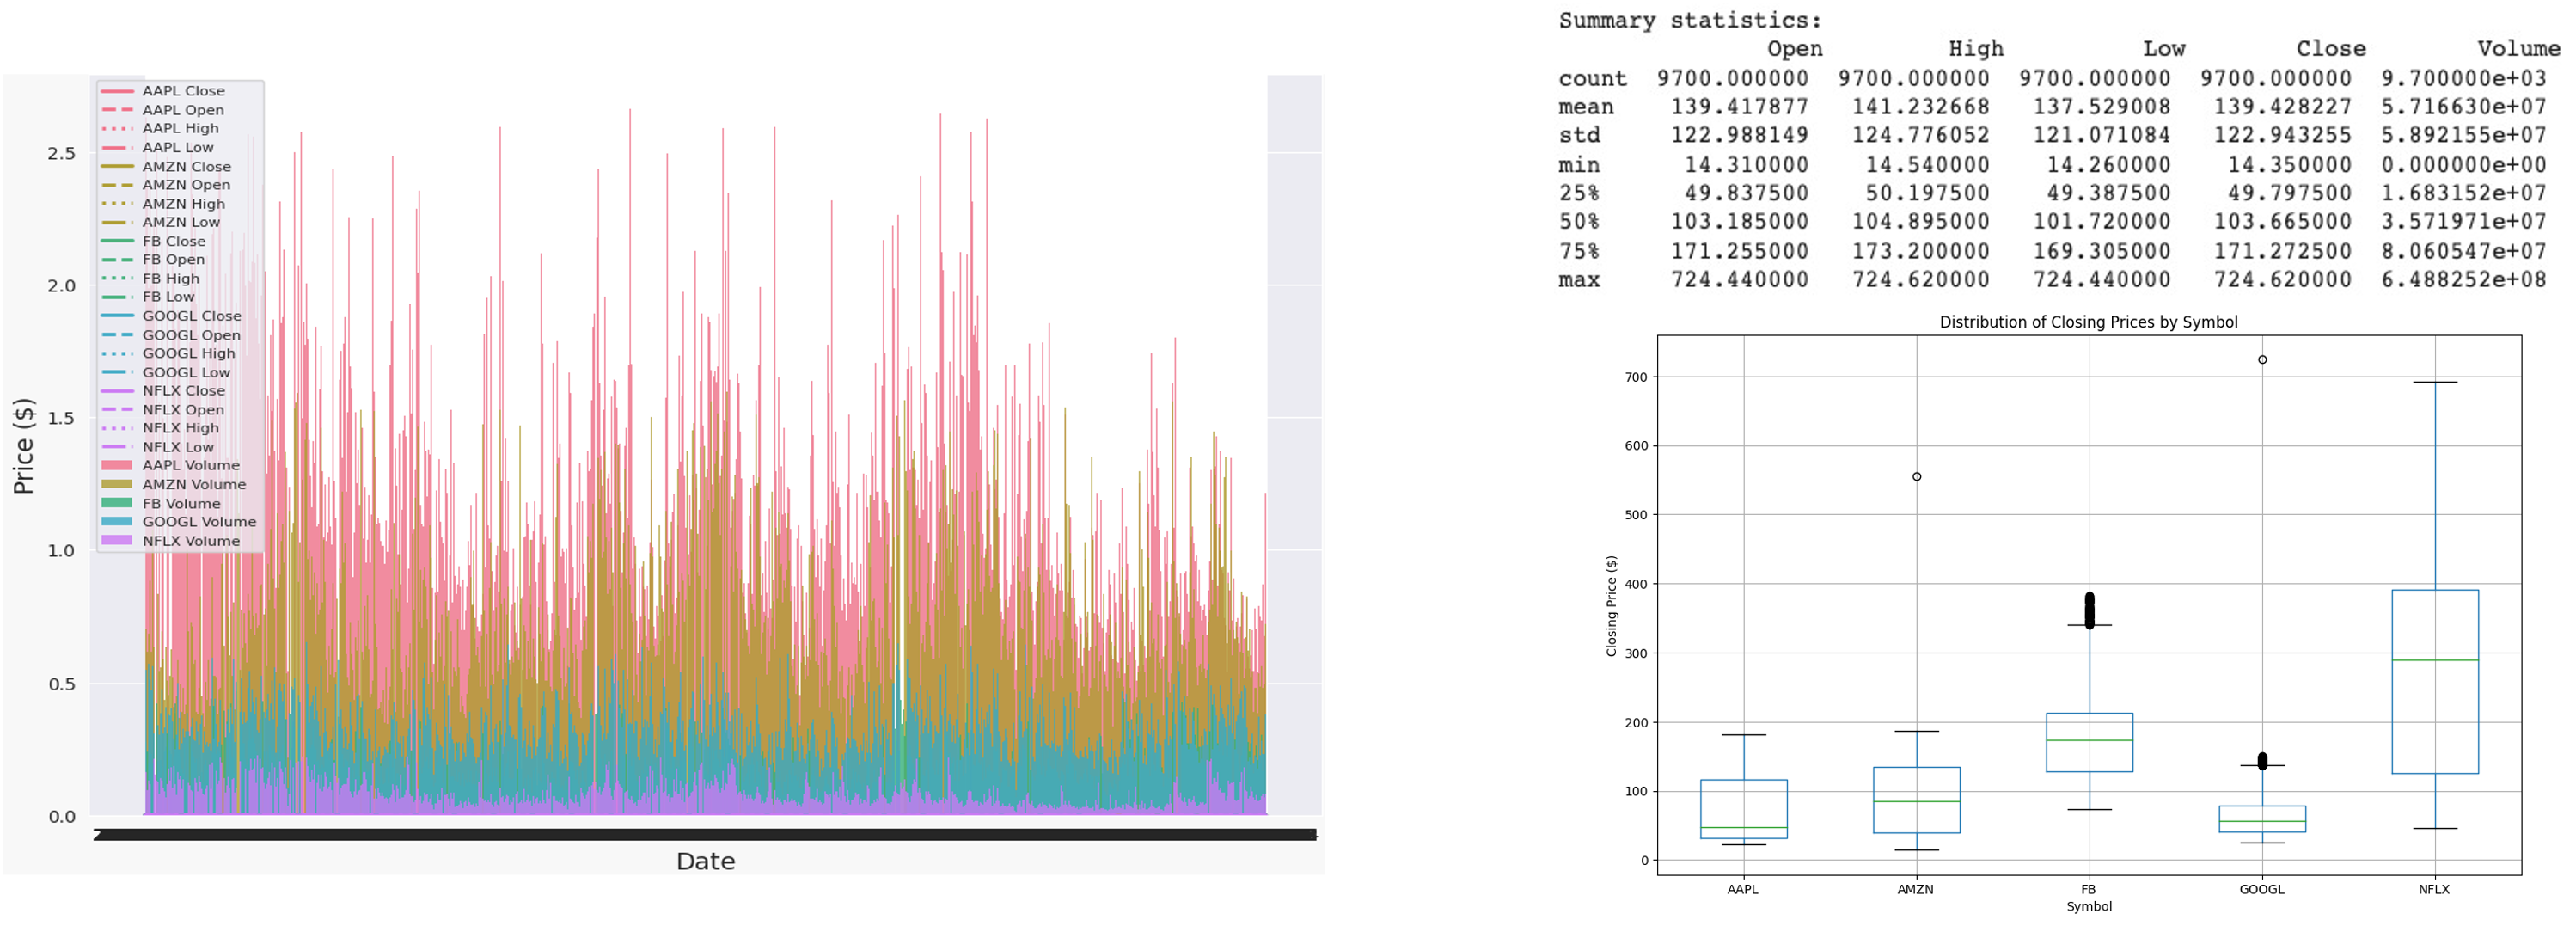 AAPL Close
AAPL Open
AAPL High
AAPL Low
AMZN Close
AMZN Open
AMZN High
AMZN Low
FB Close
FB Open
FB High
FB Low
GOOGL Close
GOOGL Open
GOOGL High
GOOGL Low
NFLX Close
NFLX Open
NFLX High
NFLX Low
AAPL Volume
AMZN Volume
FB Volume
GOOGL Volume
NFLX Volume
Price ($)
2.5
2.0
1.5
1.0
0.5
0.0
Date
Summary statistics:
Open High Low Close Volume
count 9700.000000 9700.000000 9700.000000 9700.000000 9.700000e+03
mean 139.417877 141.232668 137.529008 139.428227 5.716630e+07
std 122.988149 124.776052 121.071084 122.943255 5.892155e+07
min 14.310000 14.540000 14.260000 14.350000 0.000000e+00
25% 49.837500 50.197500 49.387500 49.797500 1.683152e+07
50% 103.185000 104.895000 101.720000 103.665000 3.571971e+07
75% 171.255000 173.200000 169.305000 171.272500 8.060547e+07
max 724.440000 724.620000 724.440000 724.620000 6.488252e+08
Distribution of Closing Prices by Symbol
Closing Price ($)
700
600
500
400
300
200
100
0
AAPL AMZN FB GOOGL NFLX
Symbol